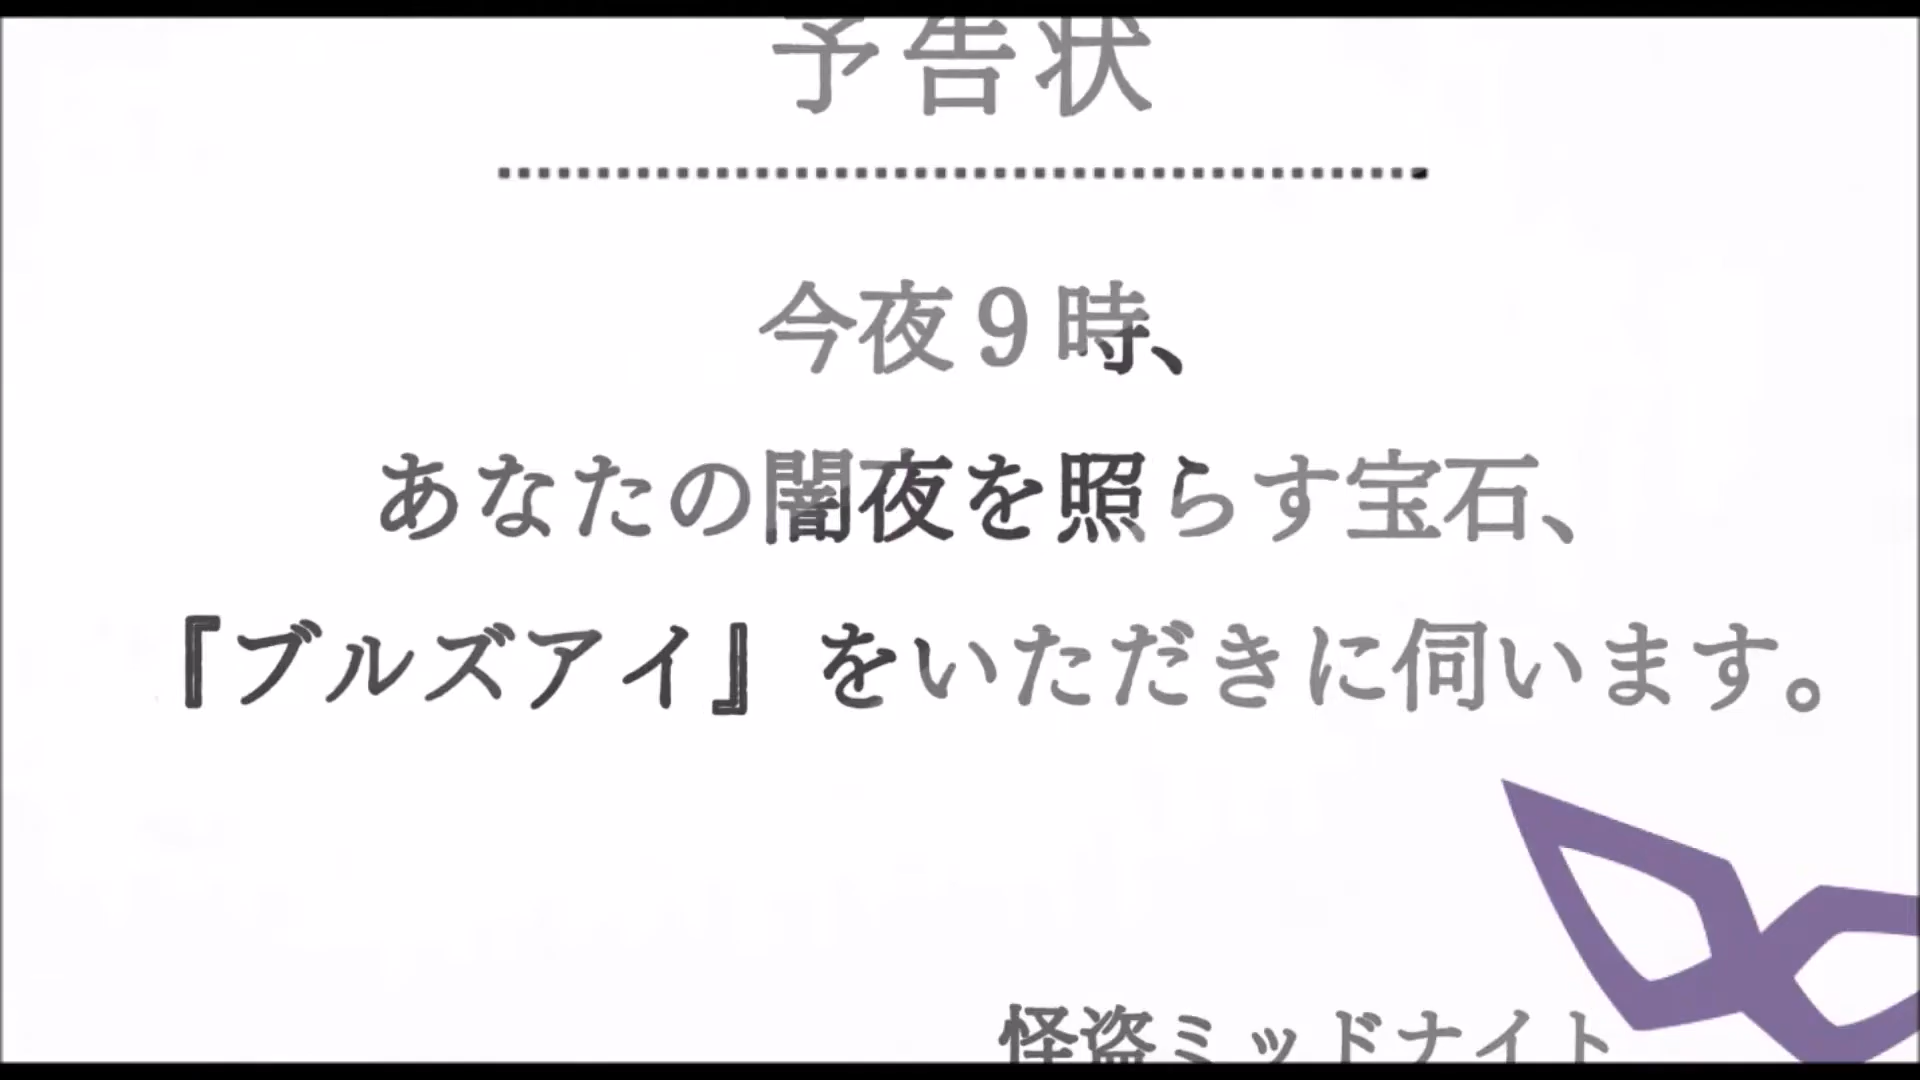 予告状
今夜９時、
あなたの闇夜を照らす宝石、
『ブルズアイ』をいただきに伺います。
怪盗ミッドナイト